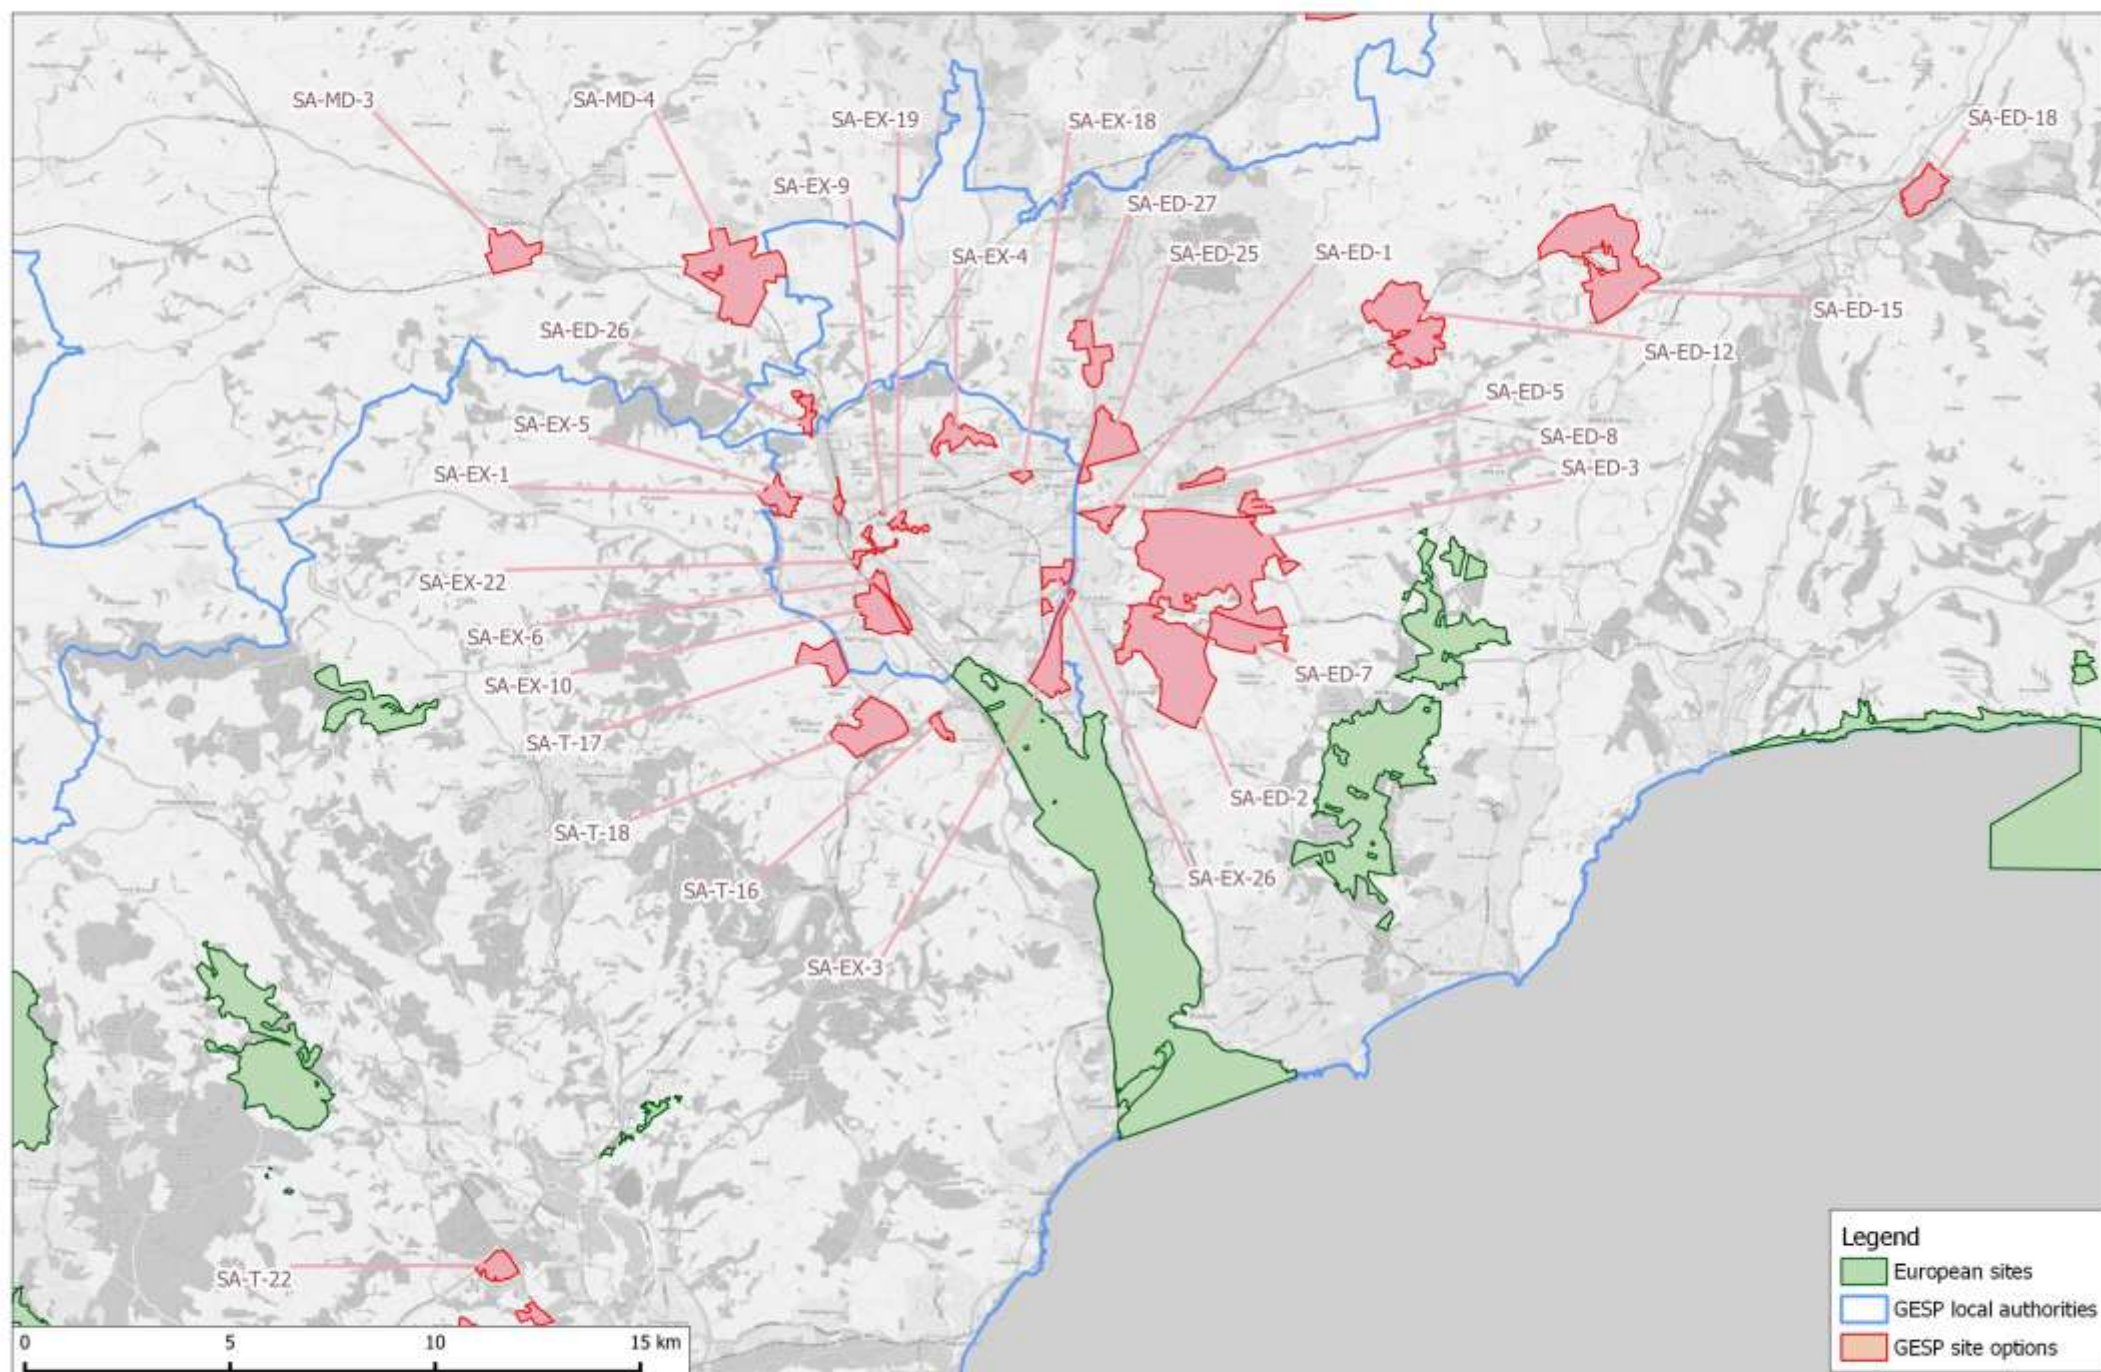 SA-MD-3
SA-MD-4
SA-EX-19
SA-EX-18
SA-ED-18
SA-EX-9
SA-ED-27
SA-EX-4
SA-ED-25
SA-ED-1
SA-ED-15
SA-ED-26
SA-ED-12
SA-ED-5
SA-EX-5
SA-ED-8
SA-EX-1
SA-ED-3
SA-EX-22
SA-EX-6
SA-EX-10
SA-ED-7
SA-T-17
SA-ED-2
SA-T-18
SA-T-16
SA-EX-26
SA-EX-3
SA-T-22
Legend
European sites
GESP local authorities
GESP site options
0 5 10 15 km